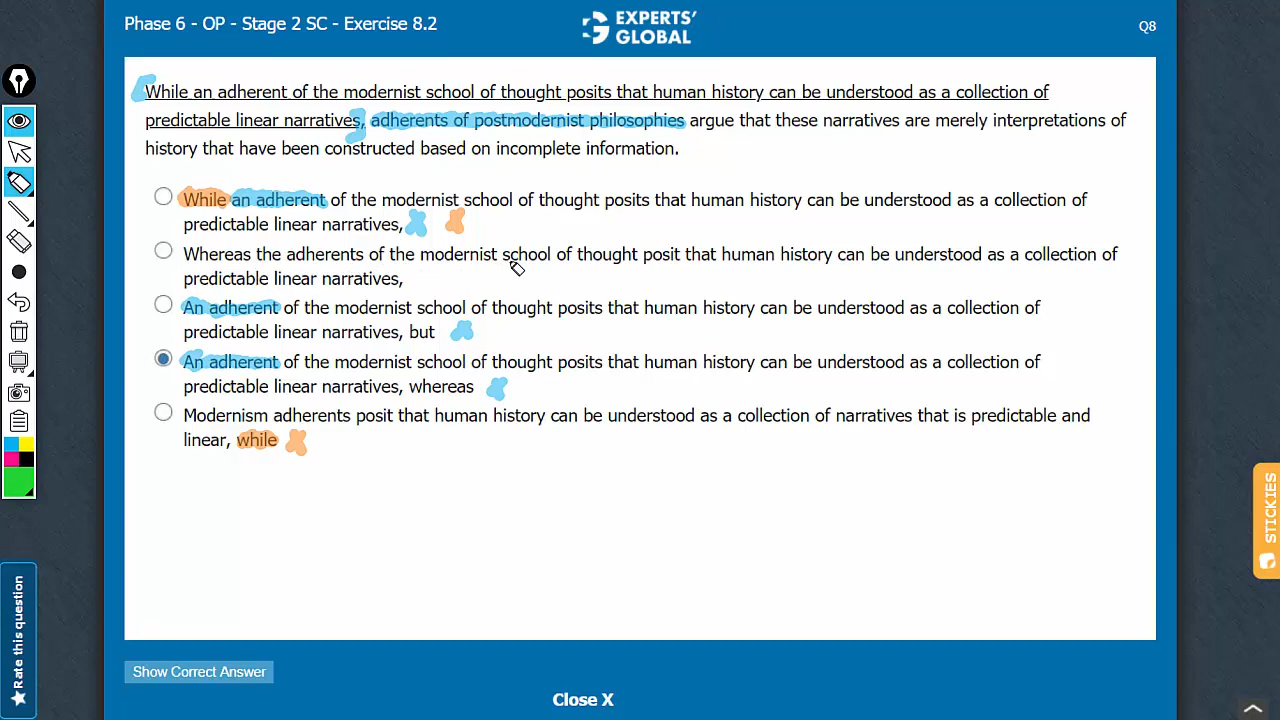 Phase 6 - OP - Stage 2 SC - Exercise 8.2
EXPERTS'
GLOBAL
Q8
While an adherent of the modernist school of thought posits that human history can be understood as a collection of
predictable linear narratives, adherents of postmodernist philosophies argue that these narratives are merely interpretations of
history that have been constructed based on incomplete information.
While an adherent of the modernist school of thought posits that human history can be understood as a collection of
predictable linear narratives,
Whereas the adherents of the modernist school of thought posit that human history can be understood as a collection of
predictable linear narratives,
An adherent of the modernist school of thought posits that human history can be understood as a collection of
predictable linear narratives, but
An adherent of the modernist school of thought posits that human history can be understood as a collection of
predictable linear narratives, whereas
Modernism adherents posit that human history can be understood as a collection of narratives that is predictable and
linear, while
STICKIES
Rate this question
Show Correct Answer
Close X